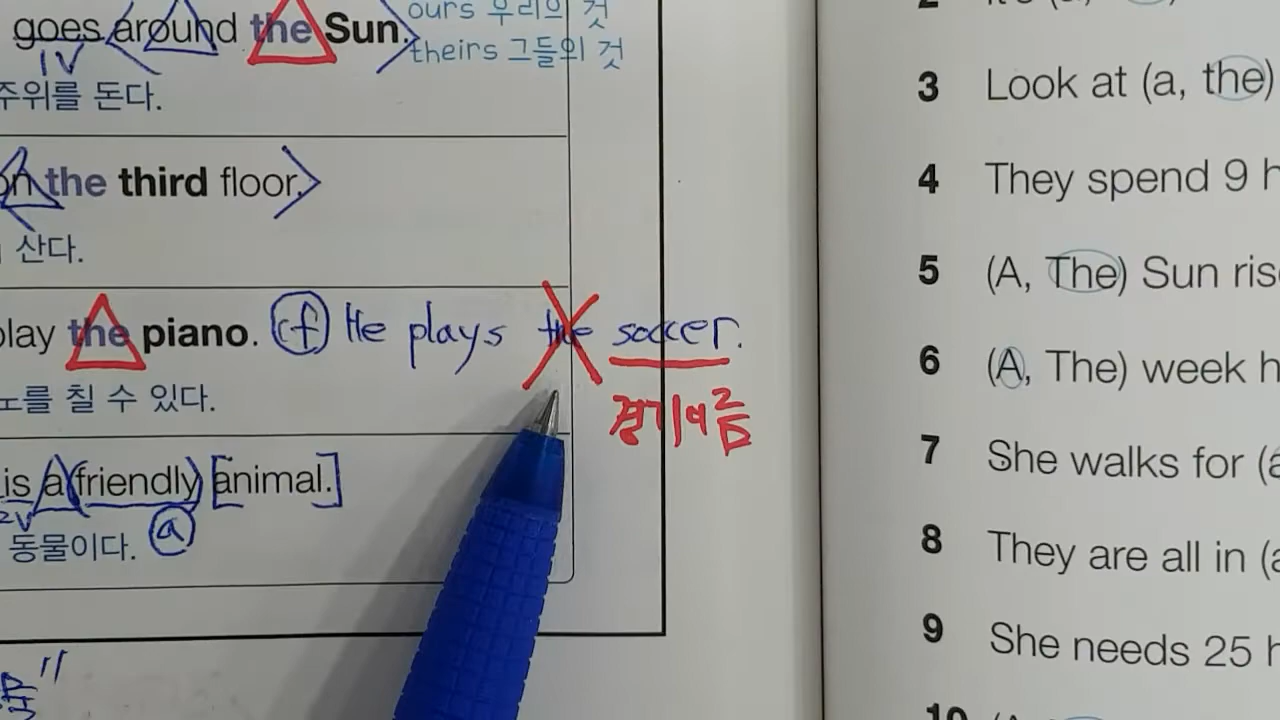 goes around the Sun.
ours 우리의 것
theirs 그들의 것
1V
주위를 돈다.
on the third floor.
산다.
play the piano. cf He plays the soccer.
경기이름
를 칠 수 있다.
is a friendly animal.
2V
동물이다. a
2
3 Look at (a, the)
4 They spend 9 h
5 (A, The) Sun ris
6 (A, The) week h
7 She walks for (a
8 They are all in (a
9 She needs 25 h
10